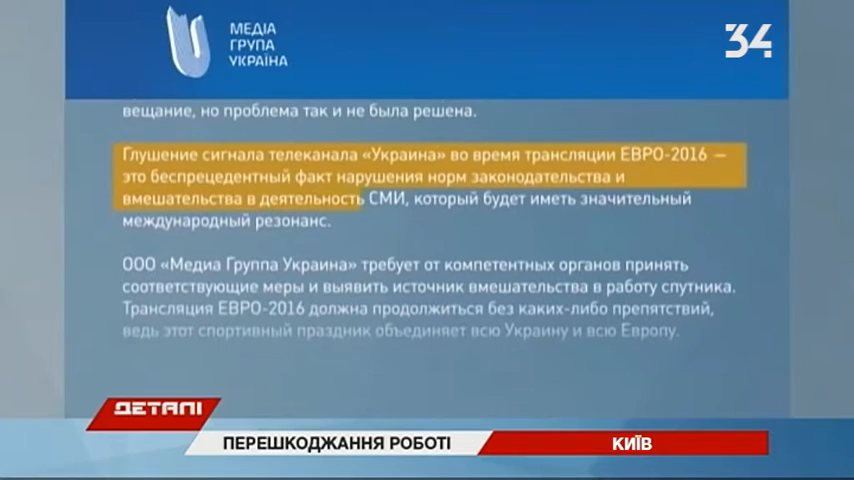 МЕДІА
ГРУПА
УКРАЇНА
34
вещание, но проблема так и не была решена.
Глушение сигнала телеканала «Украина» во время трансляции ЕВРО-2016 —
это беспрецедентный факт нарушения норм законодательства и
вмешательства в деятельность СМИ, который будет иметь значительный
международный резонанс.
ООО «Медиа Группа Украина» требует от компетентных органов принять
соответствующие меры и выявить источник вмешательства в работу спутника.
Трансляция ЕВРО-2016 должна продолжиться без каких-либо препятствий,
ведь этот спортивный праздник объединяет всю Украину и всю Европу.
ДЕТАЛІ
ПЕРЕШКОДЖАННЯ РОБОТІ
КИЇВ